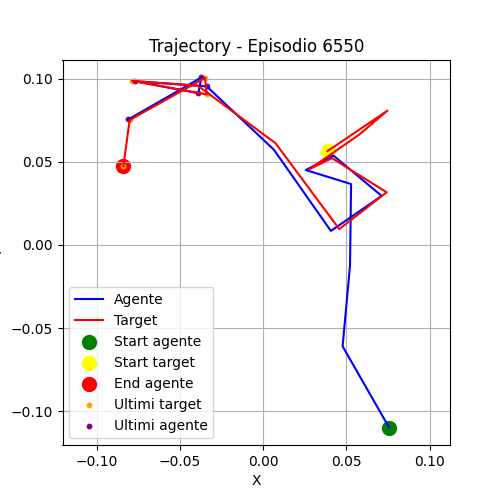 Trajectory - Episodio 6550
0.10
0.05
0.00
−0.05
−0.10
Agente
Target
Start agente
Start target
End agente
Ultimi target
Ultimi agente
−0.10 −0.05 0.00 0.05 0.10
X